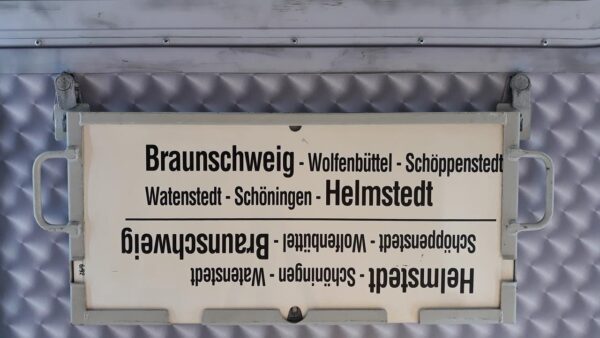 Braunschweig - Wolfenbüttel - Schöppenstedt
Watenstedt - Schöningen - Helmstedt
Helmstedt - Schöningen - Watenstedt
Schöppenstedt - Wolfenbüttel - Braunschweig